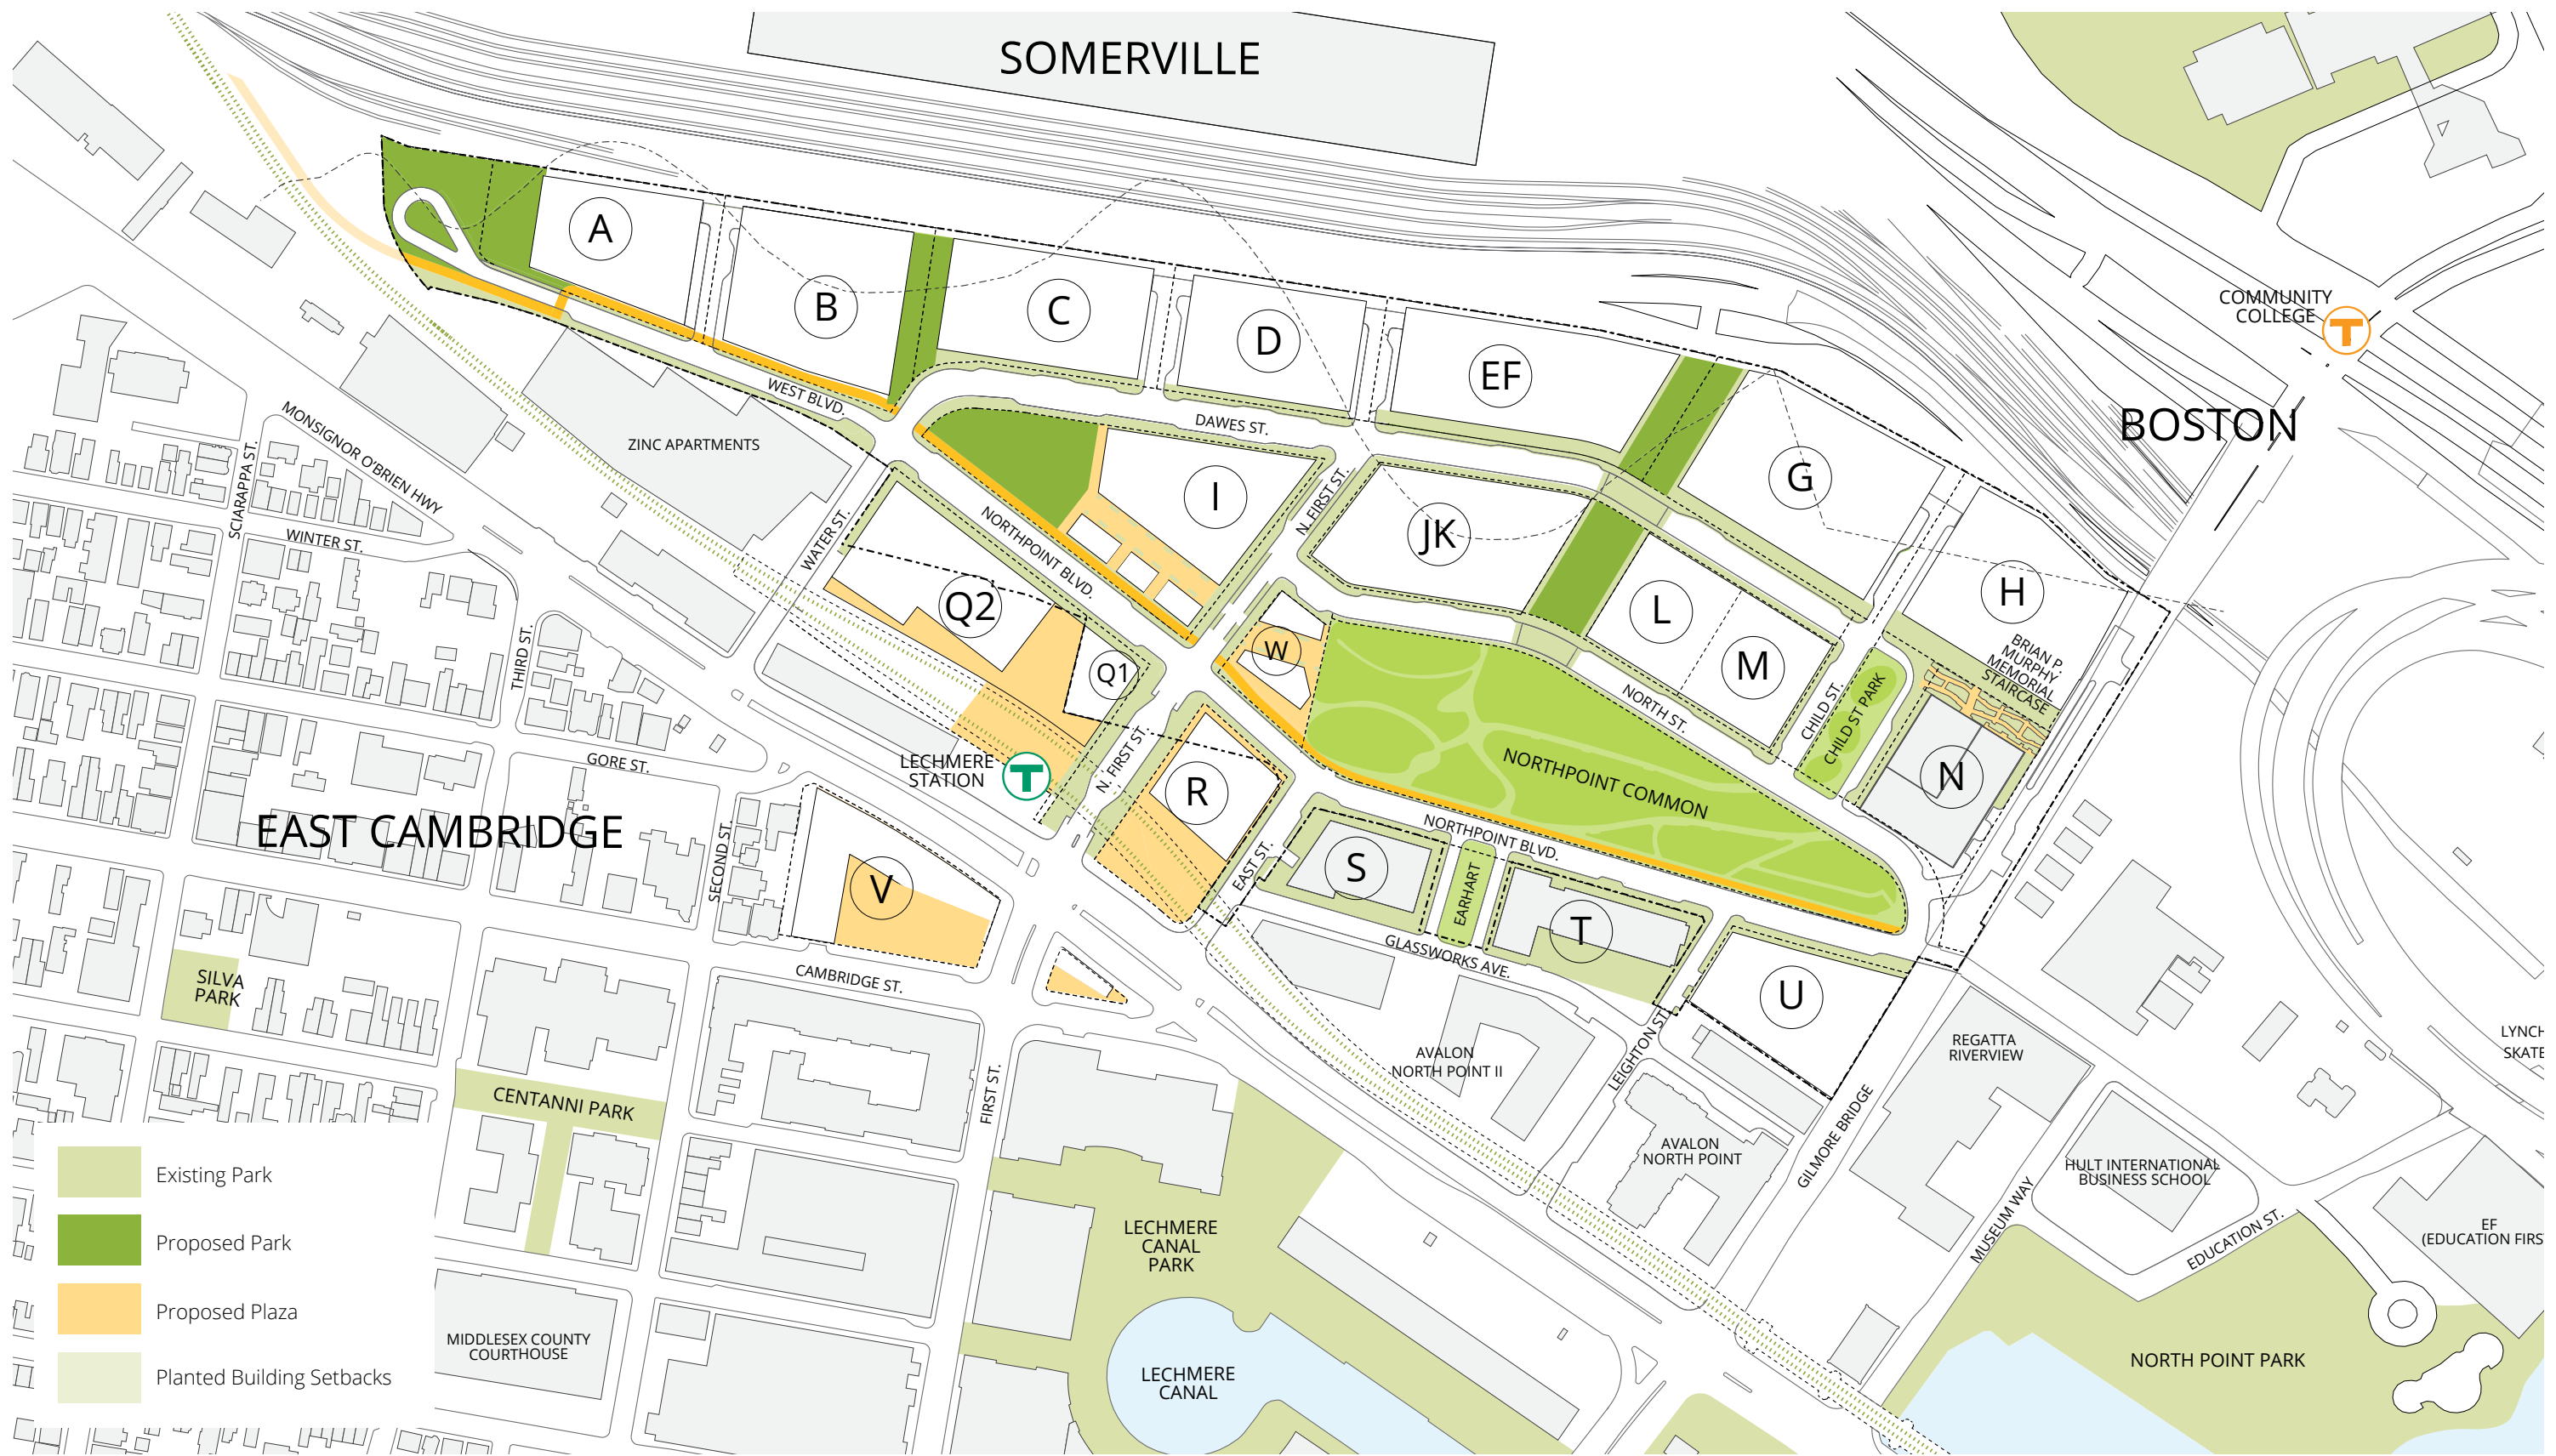 SOMERVILLE
A
B
C
D
EF
COMMUNITY
COLLEGE
T
BOSTON
WEST BLVD.
DAWES ST.
ZINC APARTMENTS
MONSIGNOR O'BRIEN HWY
SCIARAPPA ST.
WINTER ST.
WATER ST.
NORTHPOINT BLVD.
I
N. FIRST ST.
JK
G
L
M
H
BRIAN P.
MURPHY
MEMORIAL
STAIRCASE
Q2
Q1
W
THIRD ST.
NORTH ST.
CHILD ST.
CHILD ST PARK
N
GORE ST.
LECHMERE
STATION
T
N. FIRST ST.
R
NORTHPOINT COMMON
NORTHPOINT BLVD.
EAST CAMBRIDGE
SECOND ST.
V
EAST ST.
S
EARHART
T
U
GLASSWORKS AVE.
SILVA
PARK
CAMBRIDGE ST.
LEIGHTON ST.
REGATTA
RIVERVIEW
LYNCH
SKATE
AVALON
NORTH POINT II
CENTANNI PARK
FIRST ST.
AVALON
NORTH POINT
GILMORE BRIDGE
HULT INTERNATIONAL
BUSINESS SCHOOL
MUSEUM WAY
EDUCATION ST.
EF
(EDUCATION FIRS
LECHMERE
CANAL
PARK
Existing Park
Proposed Park
Proposed Plaza
Planted Building Setbacks
MIDDLESEX COUNTY
COURTHOUSE
LECHMERE
CANAL
NORTH POINT PARK